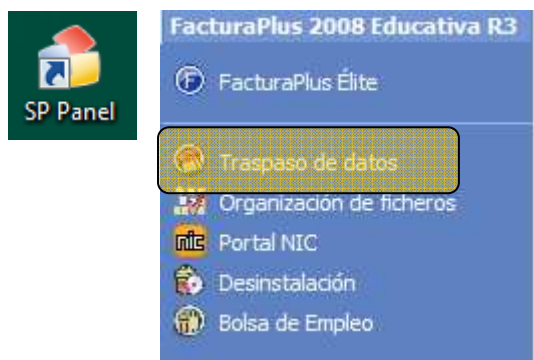 SP Panel
FacturaPlus 2008 Educativa R3
FacturaPlus Élite
Traspaso de datos
Organización de ficheros
nic Portal NIC
Desinstalación
Bolsa de Empleo